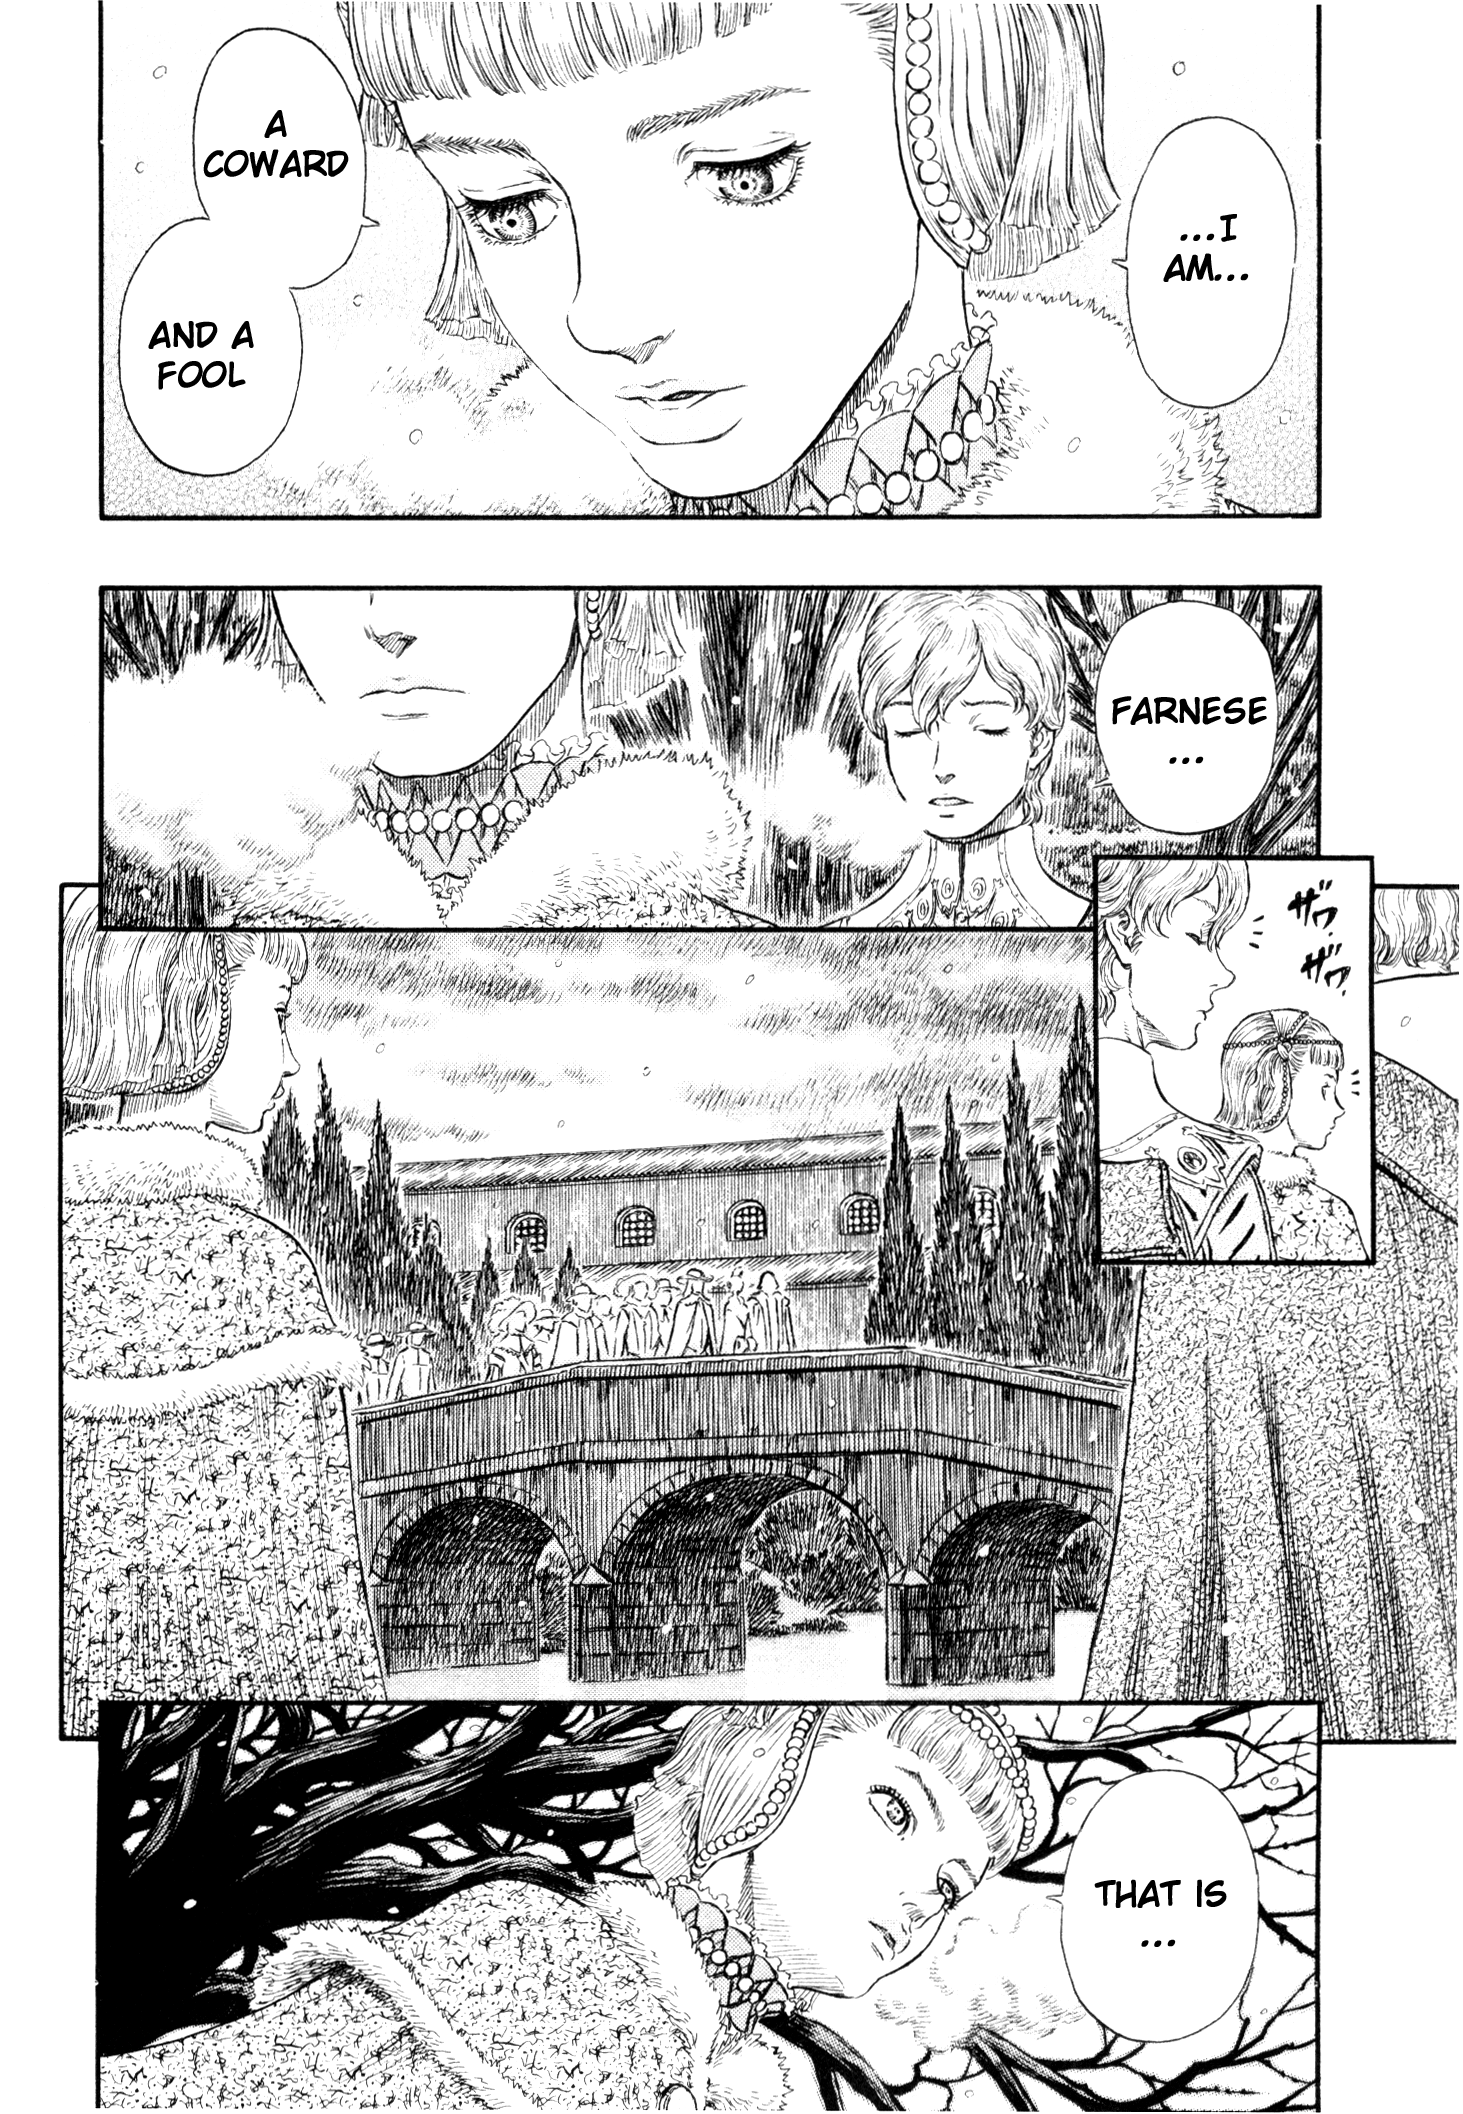 ...I
AM...
A
COWARD
AND A
FOOL
FARNESE
...
ザワ
ザワ
THAT IS
...